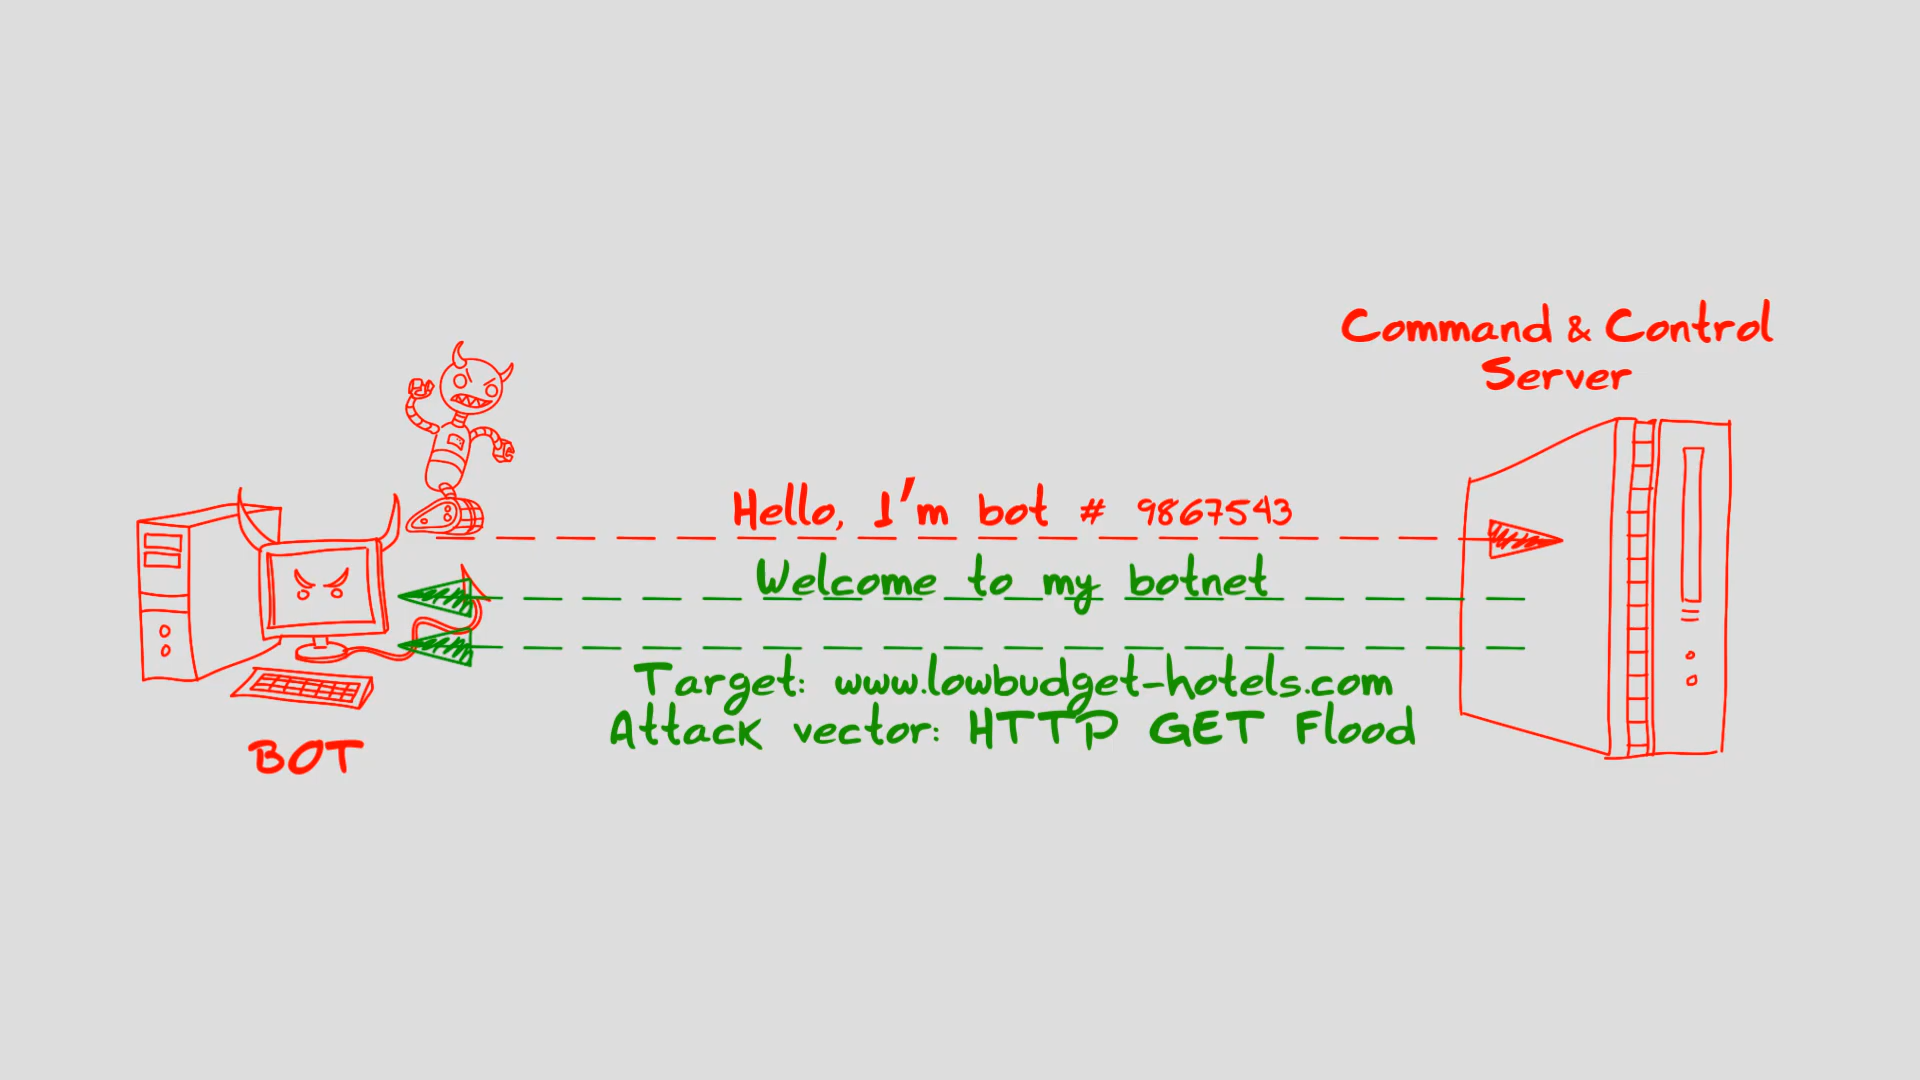 Command & Control
Server
Hello, I'm bot # 9867543
Welcome to my botnet
Target: www.lowbudget-hotels.com
Attack vector: HTTP GET Flood
BOT